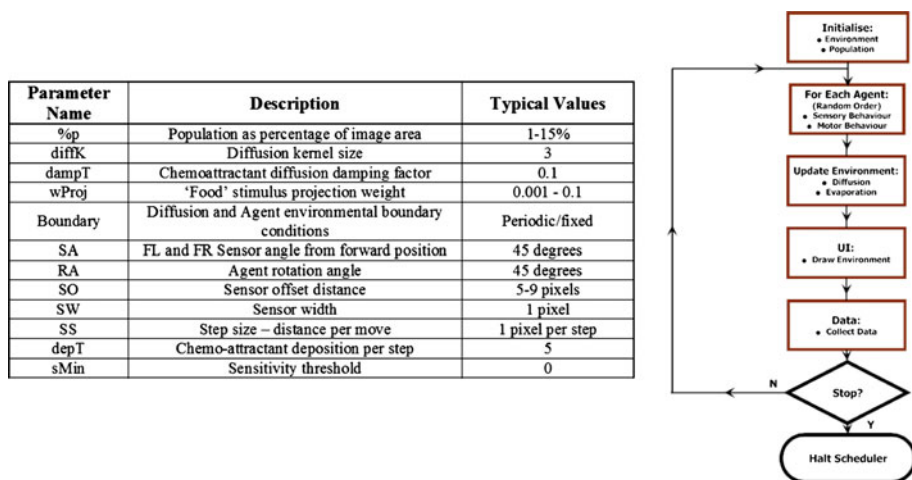 Parameter Name Description Typical Values
%p Population as percentage of image area 1-15%
diffK Diffusion kernel size 3
dampT Chemoattractant diffusion damping factor 0.1
wProj 'Food' stimulus projection weight 0.001 - 0.1
Boundary Diffusion and Agent environmental boundary conditions Periodic/fixed
SA FL and FR Sensor angle from forward position 45 degrees
RA Agent rotation angle 45 degrees
SO Sensor offset distance 5-9 pixels
SW Sensor width 1 pixel
SS Step size – distance per move 1 pixel per step
depT Chemo-attractant deposition per step 5
sMin Sensitivity threshold 0
Initialise:
• Environment
• Population
For Each Agent:
(Random Order)
• Sensory Behaviour
• Motor Behaviour
Update Environment:
• Diffusion
• Evaporation
UI:
• Draw Environment
Data:
• Collect Data
N
Stop?
Y
Halt Scheduler